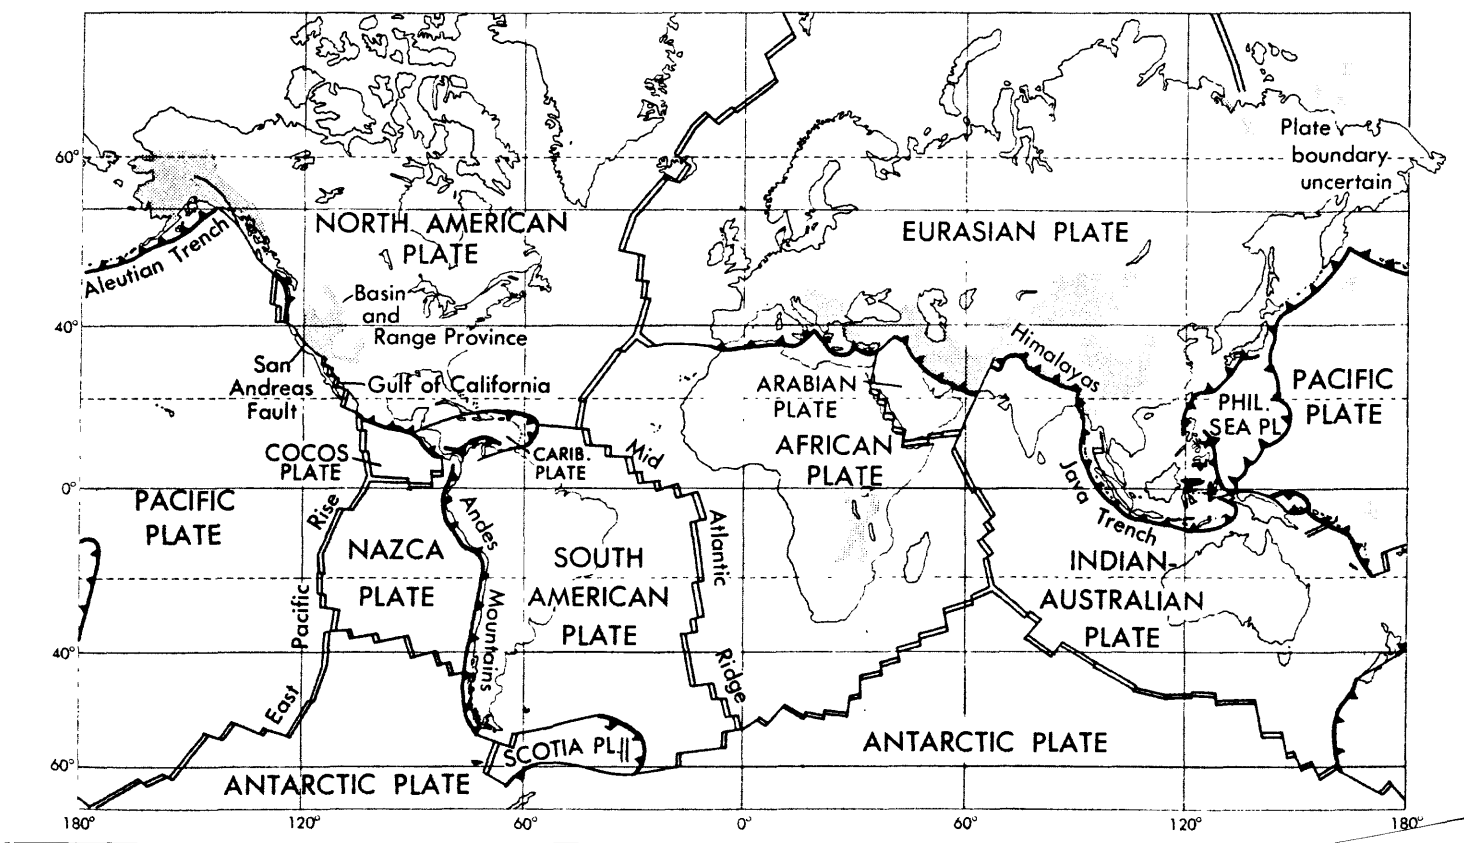 Plate
boundary
uncertain
60°
NORTH AMERICAN
PLATE
EURASIAN PLATE
Aleutian Trench
Basin
and
Range Province
40°
Himalayas
San
Andreas
Fault
Gulf of California
ARABIAN
PLATE
PACIFIC
PLATE
PHIL.
SEA PL
COCOS
PLATE
CARIB.
PLATE
Mid
AFRICAN
PLATE
0°
PACIFIC
PLATE
Rise
Andes
Atlantic
Java Trench
NAZCA
PLATE
SOUTH
AMERICAN
PLATE
INDIAN-
AUSTRALIAN
PLATE
Pacific
Mountains
40°
Ridge
East
SCOTIA PL.
ANTARCTIC PLATE
60°
ANTARCTIC PLATE
180° 120° 60° 0° 60° 120° 180°